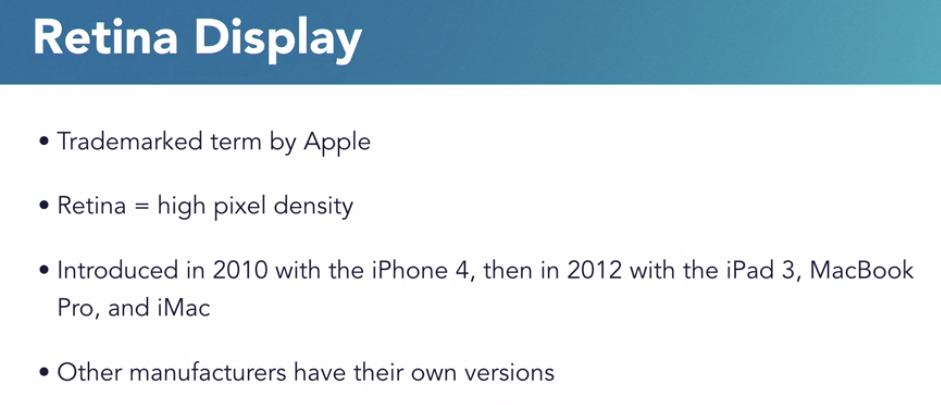 Retina Display
• Trademarked term by Apple
• Retina = high pixel density
• Introduced in 2010 with the iPhone 4, then in 2012 with the iPad 3, MacBook
Pro, and iMac
• Other manufacturers have their own versions